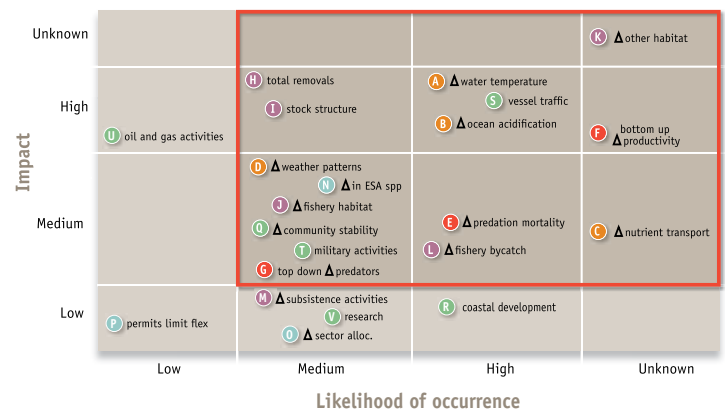 Impact
Unknown
K Δ other habitat
High
H total removals
I stock structure
A Δ water temperature
S vessel traffic
B Δ ocean acidification
U oil and gas activities
F bottom up
Δ productivity
Medium
D Δ weather patterns
N Δ in ESA spp
J Δ fishery habitat
Q Δ community stability
T military activities
G top down Δ predators
E Δ predation mortality
L Δ fishery bycatch
C Δ nutrient transport
Low
P permits limit flex
M Δ subsistence activities
V research
O Δ sector alloc.
R coastal development
Low Medium High Unknown
Likelihood of occurrence